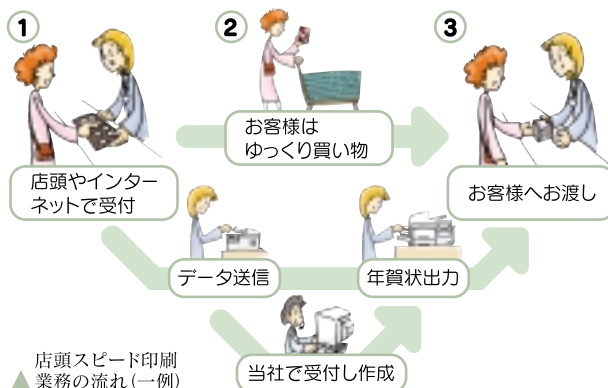 1
2
3
店頭やインター
ネットで受付
お客様は
ゆっくり買い物
お客様へお渡し
データ送信
年賀状出力
当社で受付し作成
▲店頭スピード印刷
業務の流れ(一例)